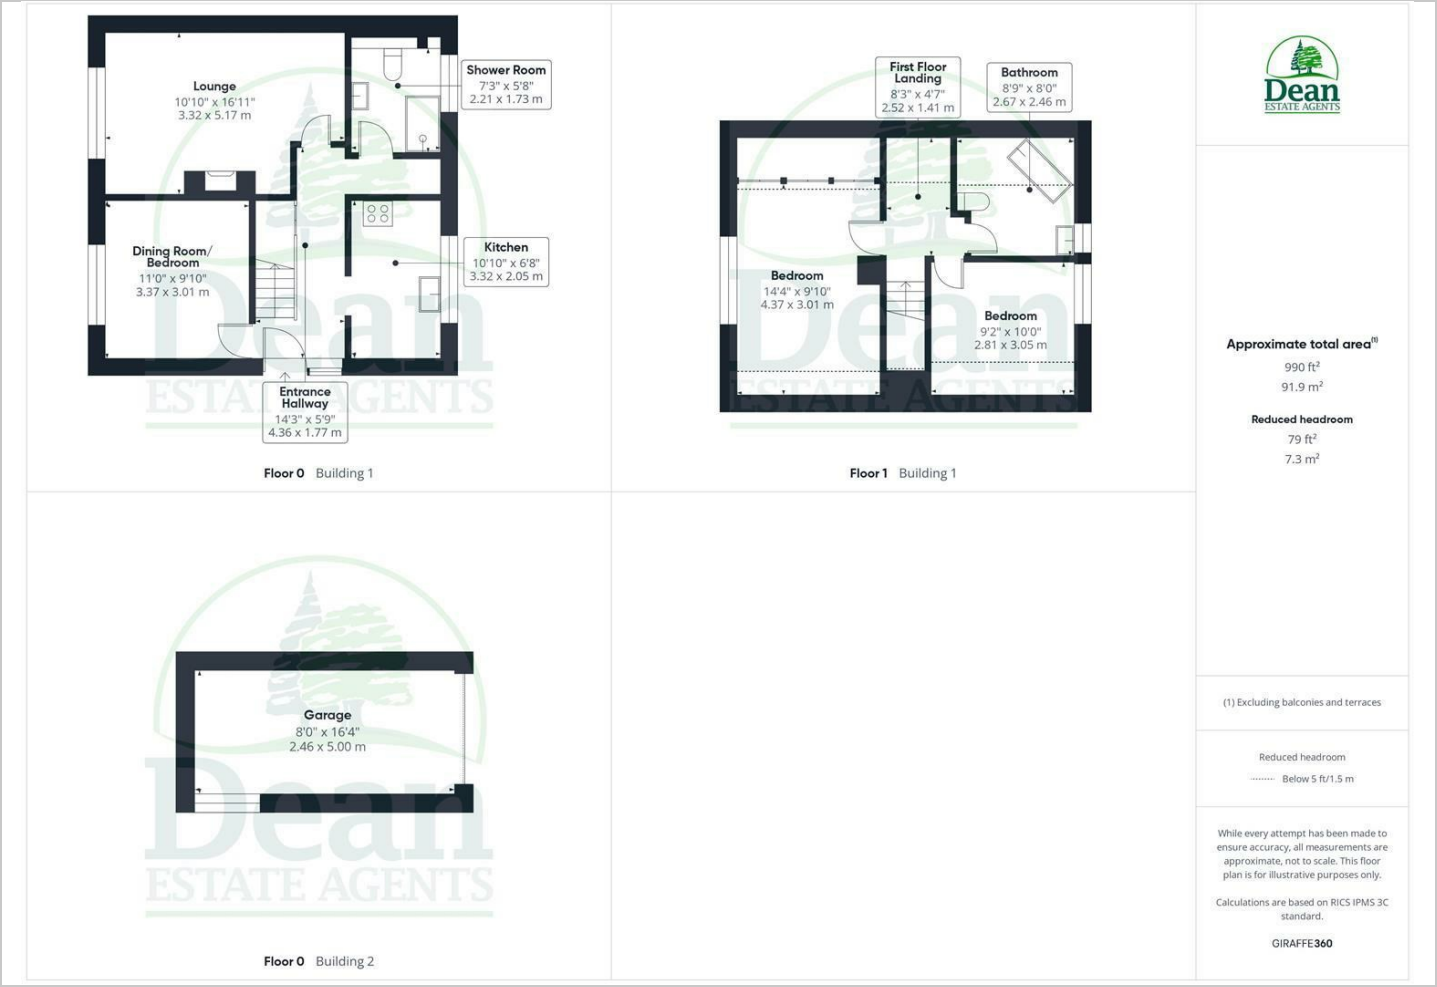 Lounge
10'10" x 16'11"
3.32 x 5.17 m
Shower Room
7'3" x 5'8"
2.21 x 1.73 m
Dining Room/
Bedroom
11'0" x 9'10"
3.37 x 3.01 m
Kitchen
10'10" x 6'8"
3.32 x 2.05 m
Entrance
Hallway
14'3" x 5'9"
4.36 x 1.77 m
Dean
ESTATE AGENTS
Floor 0 Building 1
First Floor
Landing
8'3" x 4'7"
2.52 x 1.41 m
Bathroom
8'9" x 8'0"
2.67 x 2.46 m
Bedroom
14'4" x 9'10"
4.37 x 3.01 m
Bedroom
9'2" x 10'0"
2.81 x 3.05 m
Dean
ESTATE AGENTS
Floor 1 Building 1
Garage
8'0" x 16'4"
2.46 x 5.00 m
Dean
ESTATE AGENTS
Floor 0 Building 2
Dean
ESTATE AGENTS
Approximate total area(1)
990 ft²
91.9 m²
Reduced headroom
79 ft²
7.3 m²
(1) Excluding balconies and terraces
Reduced headroom
Below 5 ft/1.5 m
While every attempt has been made to
ensure accuracy, all measurements are
approximate, not to scale. This floor
plan is for illustrative purposes only.
Calculations are based on RICS IPMS 3C
standard.
GIRAFFE360